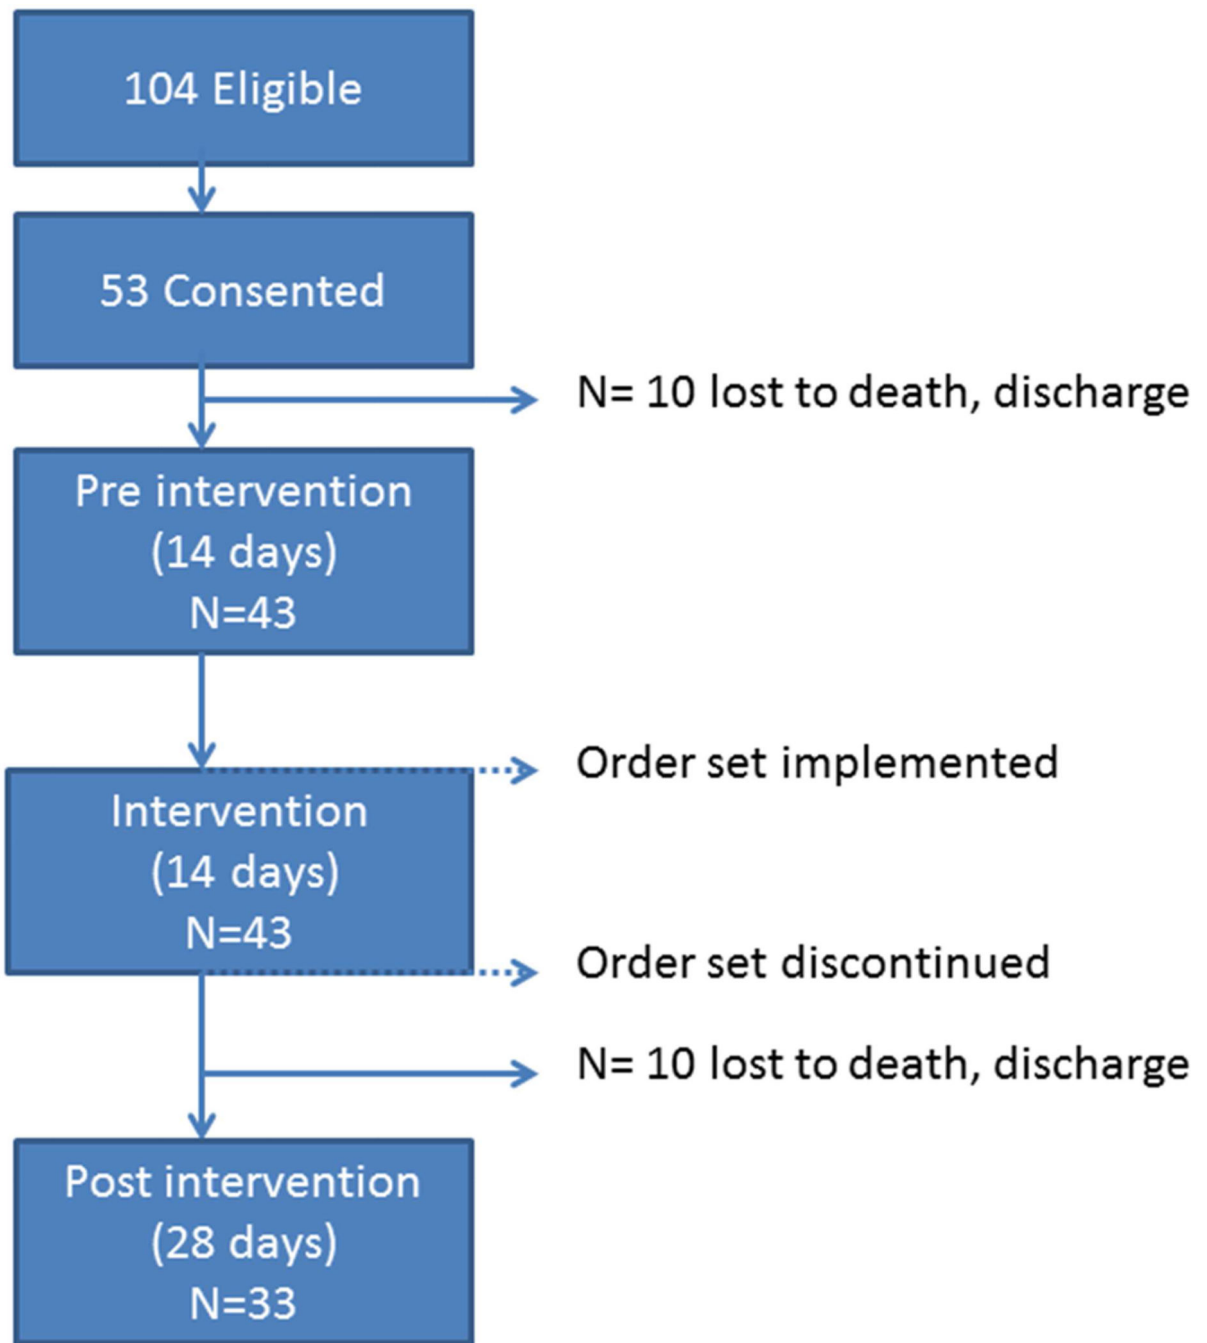 104 Eligible
53 Consented
N= 10 lost to death, discharge
Pre intervention
(14 days)
N=43
Order set implemented
Intervention
(14 days)
N=43
Order set discontinued
N= 10 lost to death, discharge
Post intervention
(28 days)
N=33